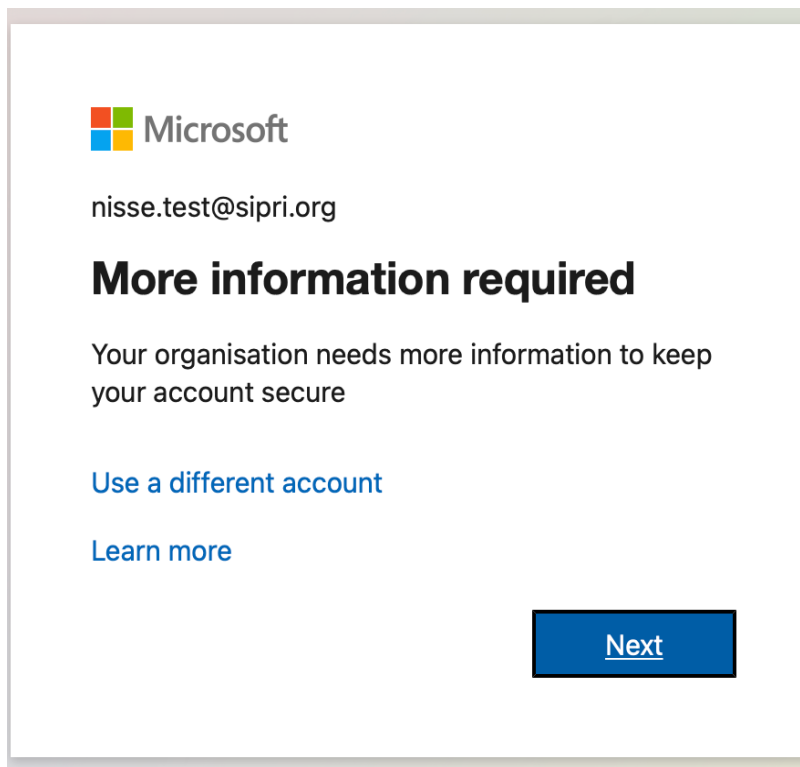 Microsoft
nisse.test@sipri.org
More information required
Your organisation needs more information to keep
your account secure
Use a different account
Learn more
Next